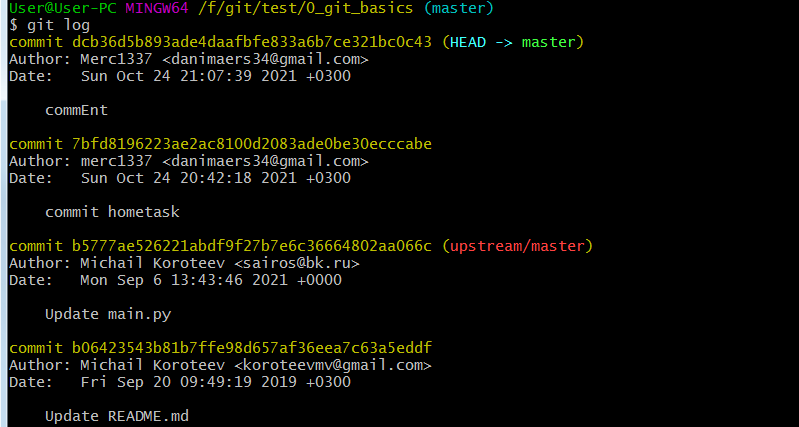 User@User-PC MINGW64 /f/git/test/0_git_basics (master)
$ git log
commit dcb36d5b893ade4daafbfe833a6b7ce321bc0c43 (HEAD -> master)
Author: Merc1337 <danimaers34@gmail.com>
Date:   Sun Oct 24 21:07:39 2021 +0300

    commEnt

commit 7bfd8196223ae2ac8100d2083ade0be30ecccabe
Author: merc1337 <danimaers34@gmail.com>
Date:   Sun Oct 24 20:42:18 2021 +0300

    commit hometask

commit b5777ae526221abdf9f27b7e6c36664802aa066c (upstream/master)
Author: Michail Koroteev <sairos@bk.ru>
Date:   Mon Sep 6 13:43:46 2021 +0000

    Update main.py

commit b06423543b81b7ffe98d657af36eea7c63a5eddf
Author: Michail Koroteev <koroteevmv@gmail.com>
Date:   Fri Sep 20 09:49:19 2019 +0300

    Update README.md